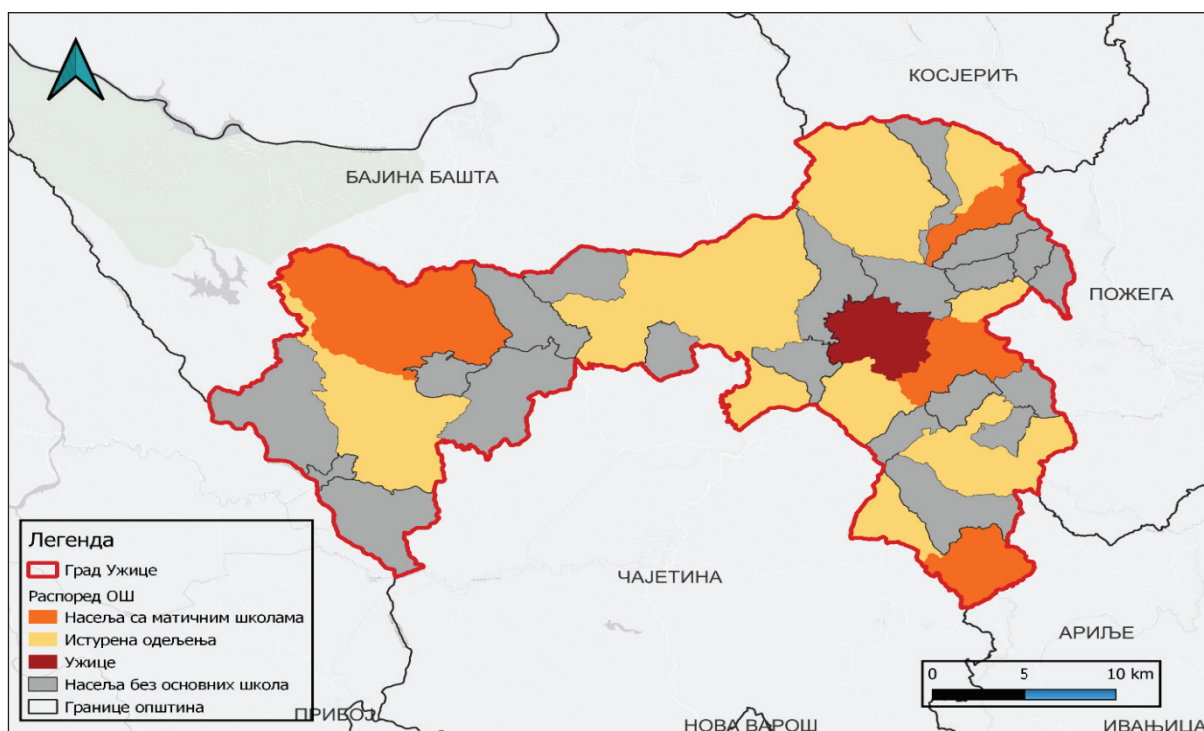 КОСЈЕРИЋ
БАЈИНА БАШТА
ПОЖЕГА
ЧАЈЕТИНА
АРИЉЕ
ПРИБОЈ
НОВА ВАРОШ
ИВАЊИЦА
Легенда
Град Ужице
Распоред ОШ
Насеља са матичним школама
Истурена одељења
Ужице
Насеља без основних школа
Границе општина
0 5 10 km